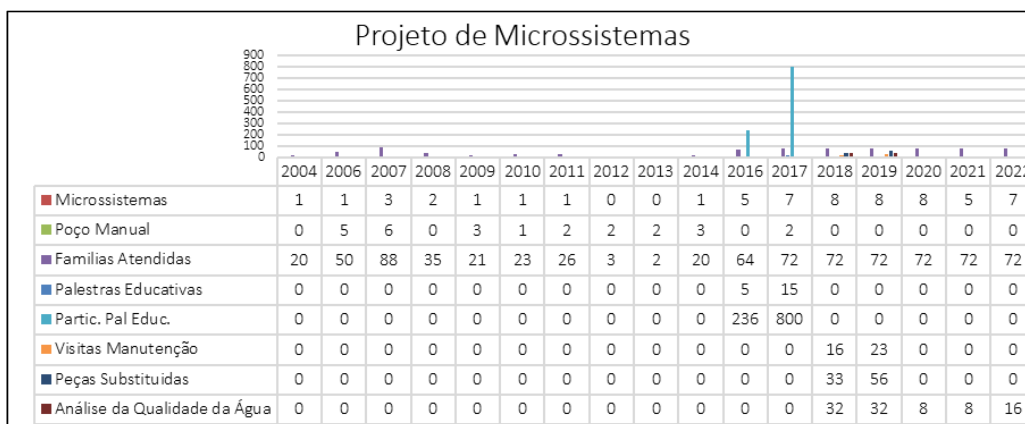 Projeto de Microssistemas
900
800
700
600
500
400
300
200
100
0
2004 2006 2007 2008 2009 2010 2011 2012 2013 2014 2016 2017 2018 2019 2020 2021 2022
Microssistemas 1 1 3 2 1 1 1 0 0 1 5 7 8 8 8 5 7
Poço Manual 0 5 6 0 3 1 2 2 2 3 0 2 0 0 0 0 0
Familias Atendidas 20 50 88 35 21 23 26 3 2 20 64 72 72 72 72 72 72
Palestras Educativas 0 0 0 0 0 0 0 0 0 0 5 15 0 0 0 0 0
Partic. Pal Educ. 0 0 0 0 0 0 0 0 0 0 236 800 0 0 0 0 0
Visitas Manutenção 0 0 0 0 0 0 0 0 0 0 0 0 16 23 0 0 0
Peças Substituidas 0 0 0 0 0 0 0 0 0 0 0 0 33 56 0 0 0
Análise da Qualidade da Água 0 0 0 0 0 0 0 0 0 0 0 0 32 32 8 8 16